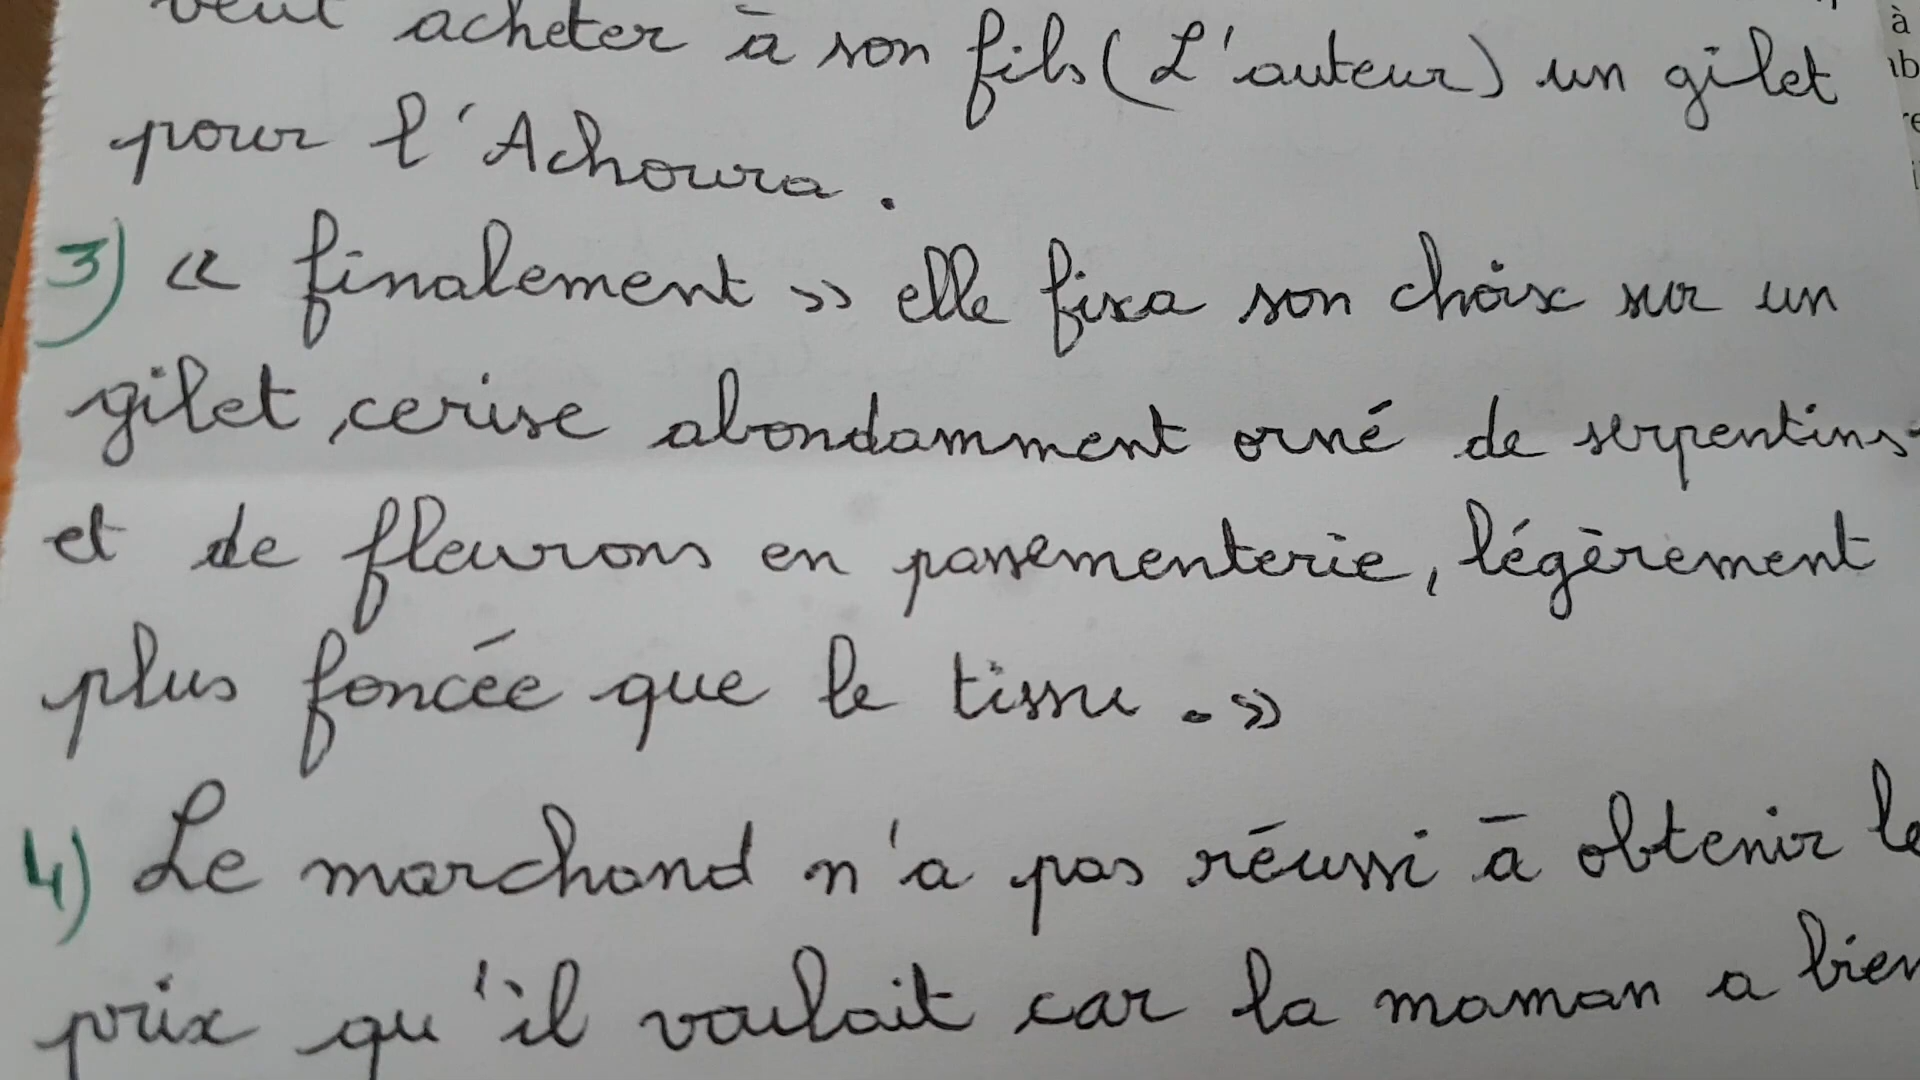 veut acheter à son fils (L'auteur) un gilet
pour l'Achoura.
3) « finalement » elle fixa son choix sur un
gilet, cerise abondamment orné de serpentins
et de fleurons en passementerie, légèrement
plus foncée que le tissu. »
4) Le marchand n'a pas réussi à obtenir le
prix qu'il voulait car la maman a bien
à